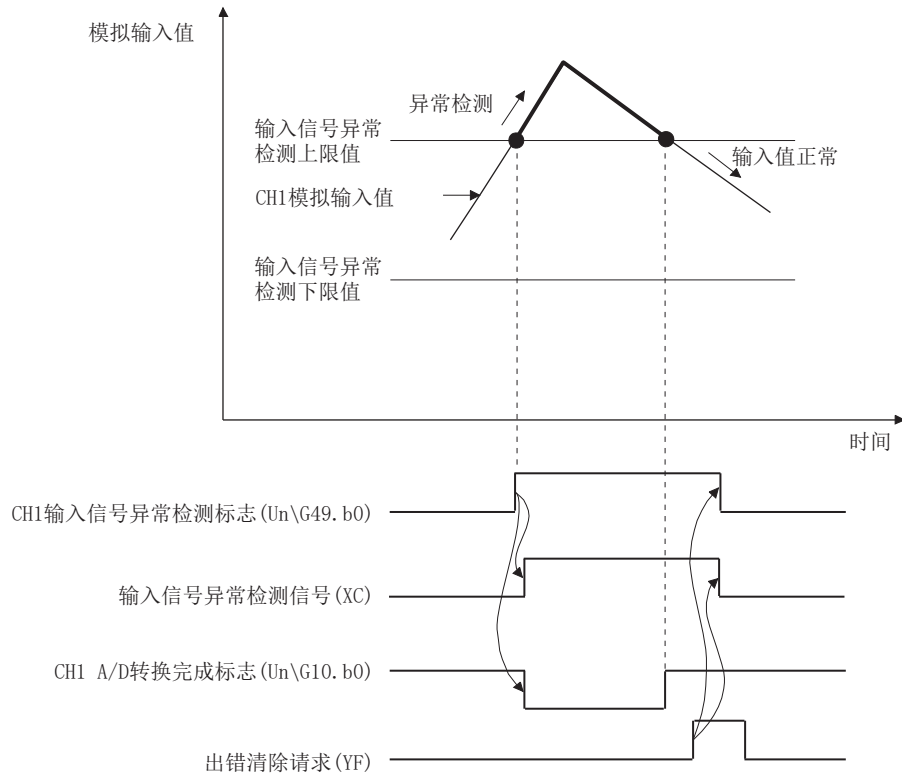 模拟输入值
异常检测
输入信号异常
检测上限值
输入值正常
CH1模拟输入值
输入信号异常
检测下限值
时间
CH1输入信号异常检测标志(Un\G49.b0)
输入信号异常检测信号(XC)
CH1 A/D转换完成标志(Un\G10.b0)
出错清除请求(YF)